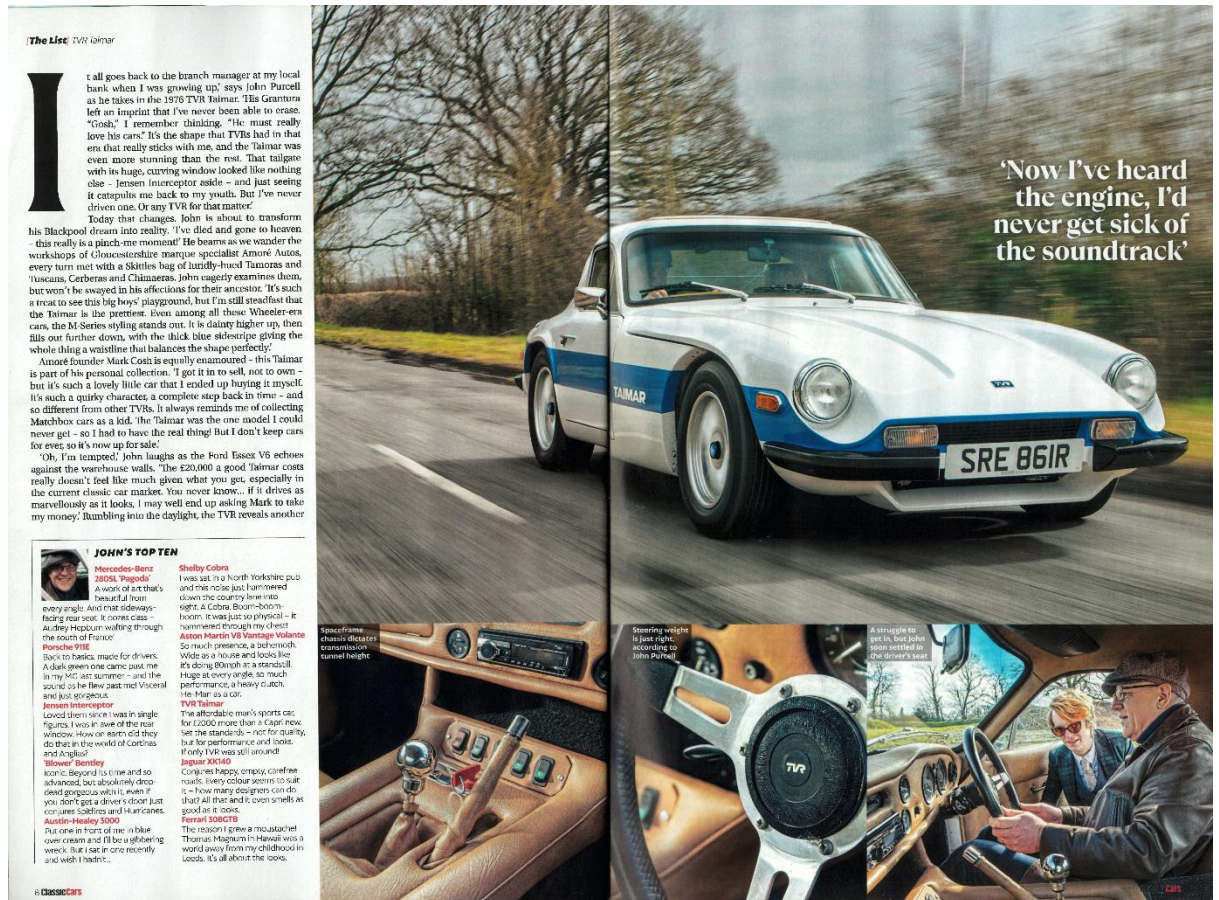 The List TVR Taimar
It all goes back to the branch manager at my local
bank when I was growing up,' says John Purcell
as he takes in the 1976 TVR Taimar. 'His Grantura
left an imprint that I've never been able to erase.
"Gosh," I remember thinking. "He must really
love his cars." It's the shape that TVRs had in that
era that really sticks with me, and the Taimar was
even more stunning than the rest. That tailgate
with its huge, curving window looked like nothing
else – Jensen Interceptor aside – and just seeing
it catapults me back to my youth. But I've never
driven one. Or any TVR for that matter.'
Today that changes. John is about to transform
his Blackpool dream into reality. 'I've died and gone to heaven
– this really is a pinch-me moment!' He beams as we wander the
workshops of Gloucestershire marque specialist Amoré Autos,
every turn met with a Skittles bag of luridly-hued Tamoras and
Tuscans, Cerberas and Chimaeras. John eagerly examines them,
but won't be swayed in his affections for their ancestor. 'It's such
a treat to see this big boys' playground, but I'm still steadfast that
the Taimar is the prettiest. Even among all these Wheeler-era
cars, the M-Series styling stands out. It is dainty higher up, then
fills out further down, with the thick blue sidestripe giving the
whole thing a waistline that balances the shape perfectly.'
Amoré founder Mark Cosh is equally enamoured – this Taimar
is part of his personal collection. 'I got it in to sell, not to own –
but it's such a lovely little car that I ended up buying it myself.
It's such a quirky character, a complete step back in time – and
so different from other TVRs. It always reminds me of collecting
Matchbox cars as a kid. The Taimar was the one model I could
never get – so I had to have the real thing! But I don't keep cars
for ever, so it's now up for sale.'
'Oh, I'm tempted,' John laughs as the Ford Essex V6 echoes
against the warehouse walls. 'The £20,000 a good Taimar costs
really doesn't feel like much given what you get, especially in
the current classic car market. You never know... if it drives as
marvellously as it looks, I may well end up asking Mark to take
my money.' Rumbling into the daylight, the TVR reveals another
JOHN'S TOP TEN
Mercedes-Benz
280SL 'Pagoda'
A work of art that's
beautiful from
every angle. And that sideways-
facing rear seat. It oozes class –
Audrey Hepburn wafting through
the south of France'
Porsche 911E
Back to basics, made for drivers.
A dark green one came past me
in my MG last summer – and the
sound as he flew past me! Visceral
and just gorgeous.
Jensen Interceptor
Loved them since I was in single
figures. I was in awe of the rear
window. How on earth did they
do that in the world of Cortinas
and Anglias?
'Blower' Bentley
Iconic. Beyond its time and so
advanced, but absolutely drop-
dead gorgeous with it, even if
you don't get a driver's door! Just
conjures Spitfires and Hurricanes.
Austin-Healey 3000
Put one in front of me in blue
over cream and I'll be a gibbering
wreck. But I sat in one recently
and wish I hadn't...
Shelby Cobra
I was sat in a North Yorkshire pub
and this noise just hammered
down the country lane into
sight. A Cobra. Boom-boom-
boom. It was just so physical – it
hammered through my chest!
Aston Martin V8 Vantage Volante
So much presence, a behemoth.
Wide as a house and looks like
it's doing 80mph at a standstill.
Huge at every angle, so much
performance, a heavy clutch.
He-Man as a car.
TVR Taimar
The affordable man's sports car,
for £2000 more than a Capri new.
Set the standards – not for quality,
but for performance and looks.
If only TVR was still around!
Jaguar XK140
Conjures happy, empty, carefree
roads. Every colour seems to suit
it – how many designers can do
that? All that and it even smells as
good as it looks.
Ferrari 308GTB
The reason I grew a moustache!
Thomas Magnum in Hawaii was a
world away from my childhood in
Leeds. It's all about the looks.
8 ClassicCars
'Now I've heard
the engine, I'd
never get sick of
the soundtrack'
TVR
TAIMAR
SRE 861R
Spaceframe
chassis dictates
transmission
tunnel height
Steering weight
is just right,
according to
John Purcell
TVR
A struggle to
get in, but John
soon settled in
the driver's seat
Cars